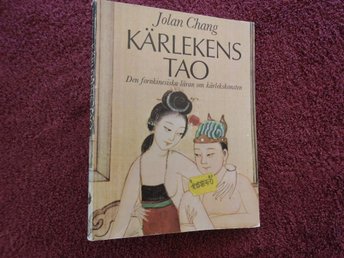 Jolan Chang
KÄRLEKENS
TAO
Den fornkinesiska läran om kärlekskonsten